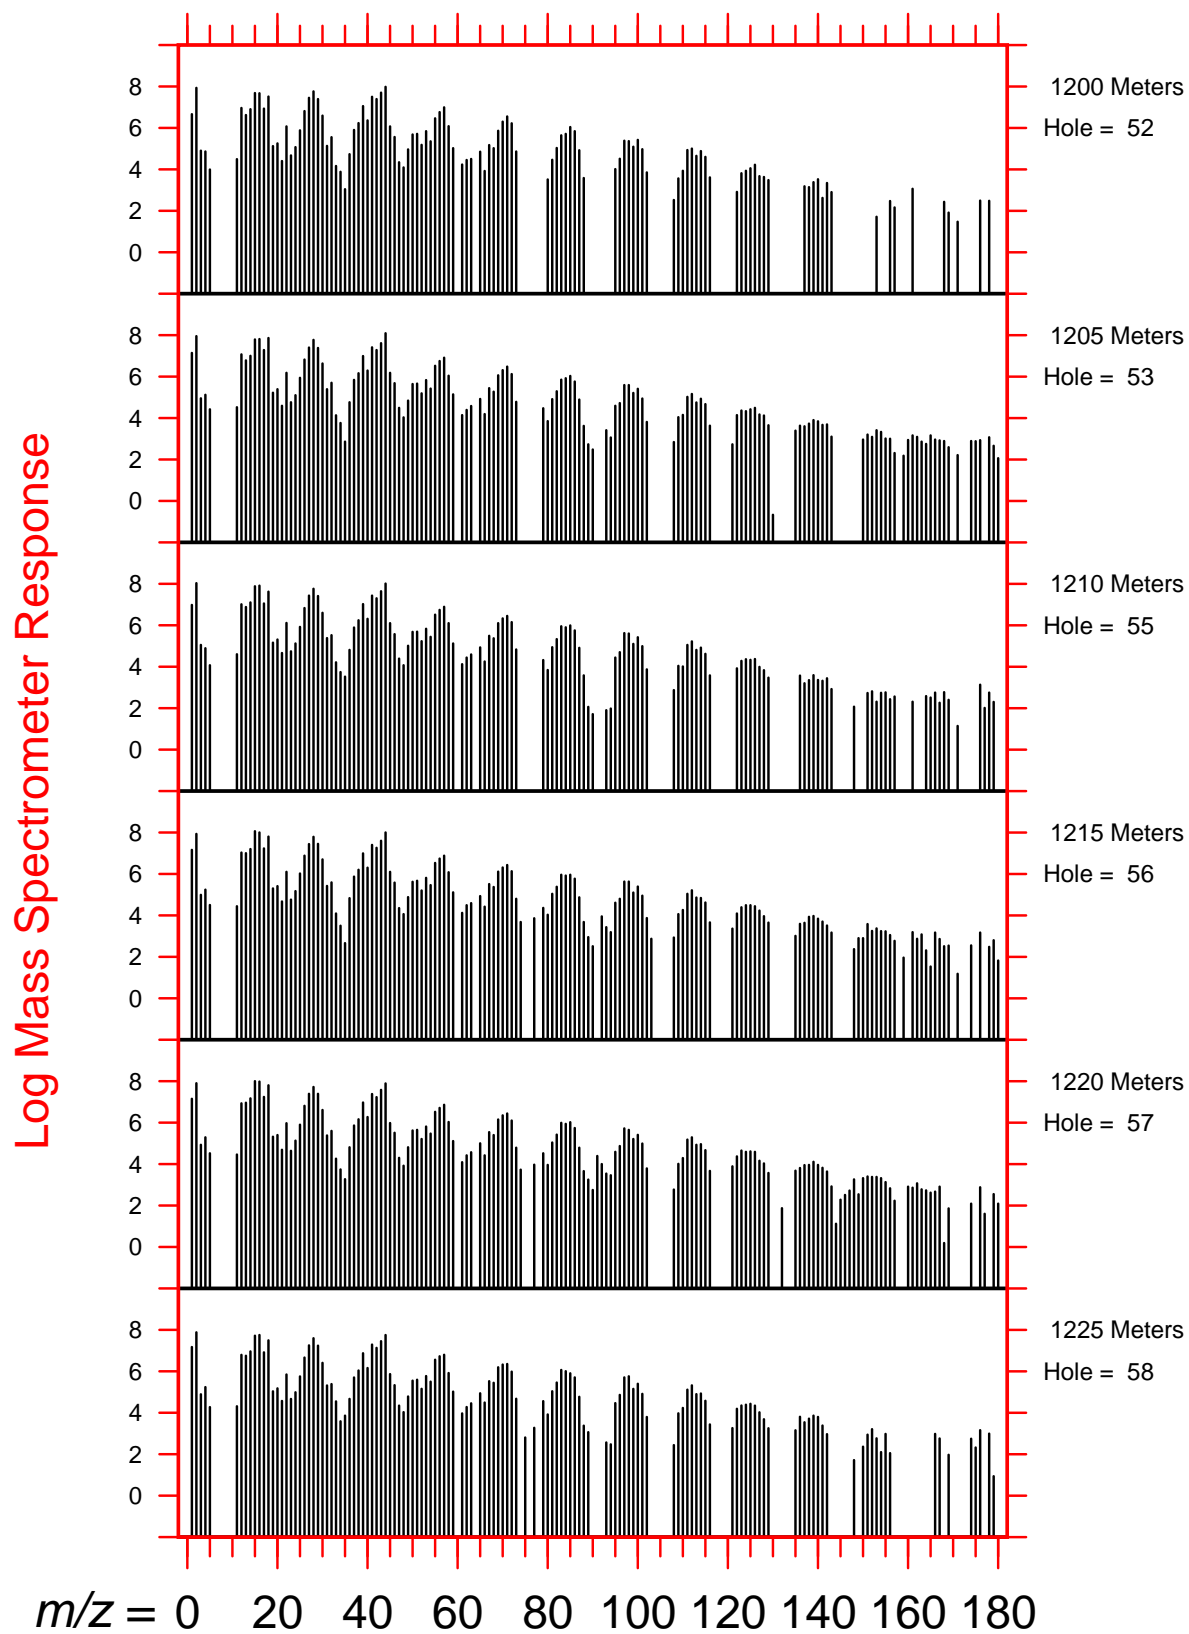 Log Mass Spectrometer Response
8
6
4
2
0
1200 Meters
Hole = 52
8
6
4
2
0
1205 Meters
Hole = 53
8
6
4
2
0
1210 Meters
Hole = 55
8
6
4
2
0
1215 Meters
Hole = 56
8
6
4
2
0
1220 Meters
Hole = 57
8
6
4
2
0
1225 Meters
Hole = 58
m/z = 0 20 40 60 80 100 120 140 160 180